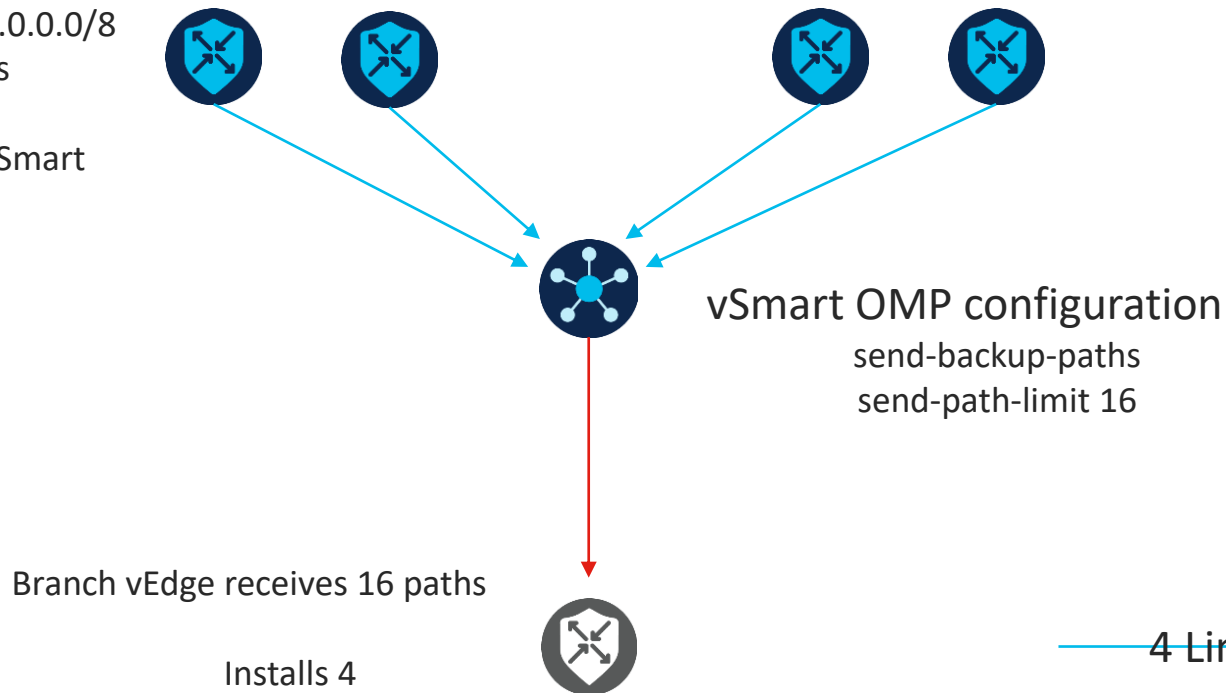 .0.0.0/8
s
Smart
vSmart OMP configuration
send-backup-paths
send-path-limit 16
Branch vEdge receives 16 paths
Installs 4
4 Lin